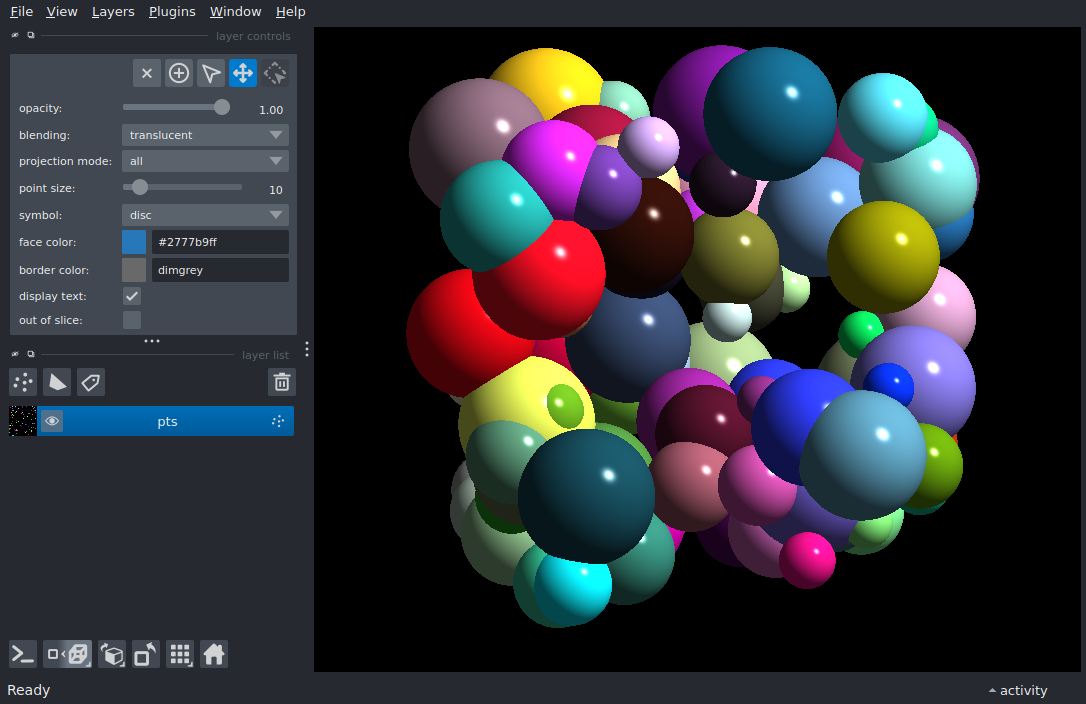 File View Layers Plugins Window Help
layer controls
opacity: 1.00
blending: translucent
projection mode: all
point size: 10
symbol: disc
face color: #2777b9ff
border color: dimgrey
display text:
out of slice:
layer list
pts
Ready
activity